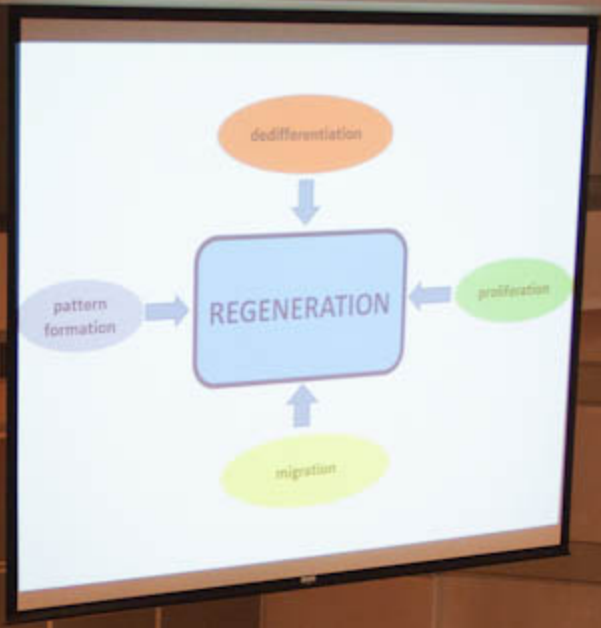 dedifferentiation
pattern
formation
REGENERATION
proliferation
migration